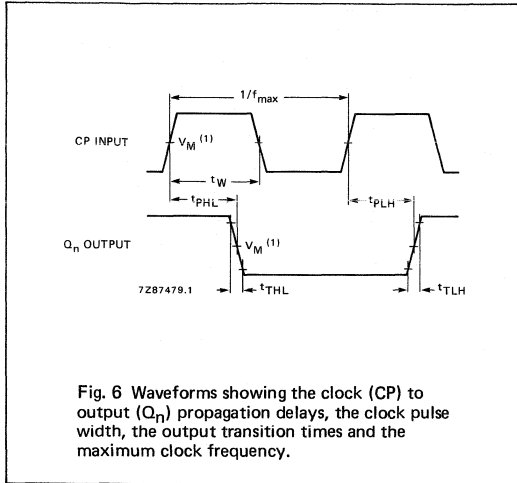 1/fmax
CP INPUT
VM (1)
tW
tPHL
tPLH
Qn OUTPUT
VM (1)
7Z87479.1
tTHL
tTLH
Fig. 6 Waveforms showing the clock (CP) to
output (Qn) propagation delays, the clock pulse
width, the output transition times and the
maximum clock frequency.